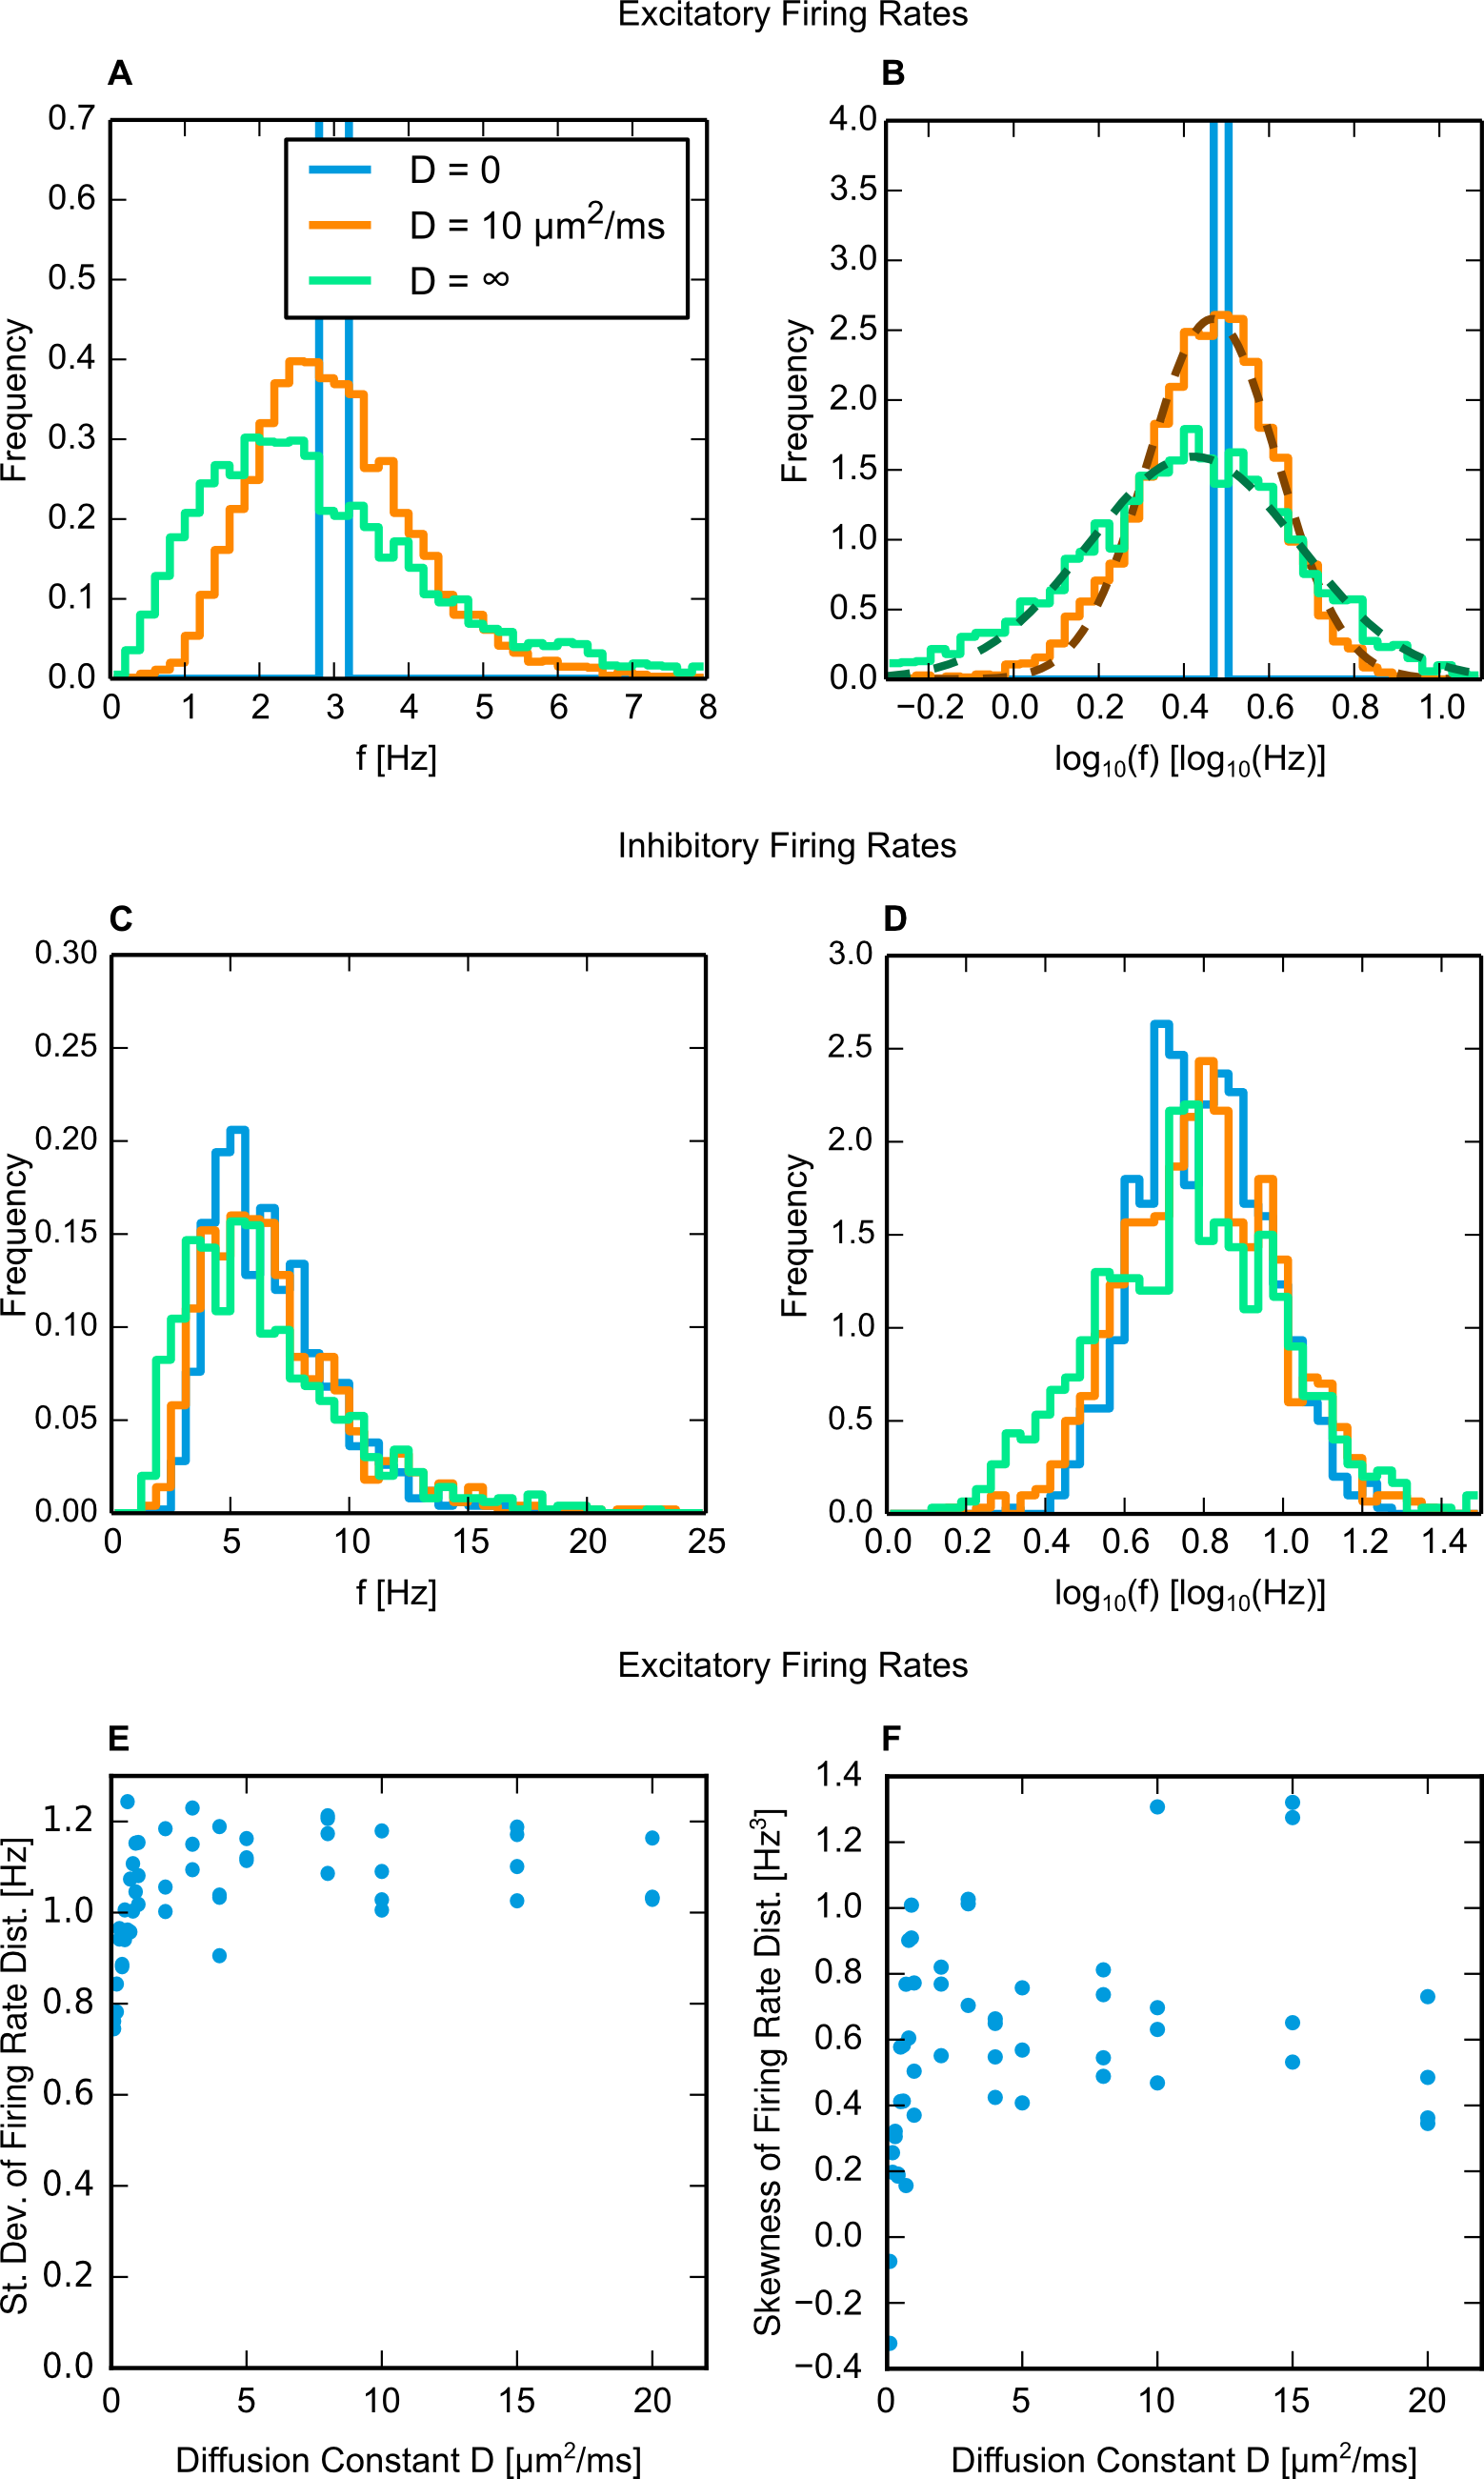 Excitatory Firing Rates
A
B
0.7
0.6
0.5
0.4
0.3
0.2
0.1
0.0
Frequency
D = 0
D = 10 µm²/ms
D = ∞
0 1 2 3 4 5 6 7 8
f [Hz]
4.0
3.5
3.0
2.5
2.0
1.5
1.0
0.5
0.0
Frequency
−0.2 0.0 0.2 0.4 0.6 0.8 1.0
log₁₀(f) [log₁₀(Hz)]
Inhibitory Firing Rates
C
D
0.30
0.25
0.20
0.15
0.10
0.05
0.00
Frequency
0 5 10 15 20 25
f [Hz]
3.0
2.5
2.0
1.5
1.0
0.5
0.0
Frequency
0.0 0.2 0.4 0.6 0.8 1.0 1.2 1.4
log₁₀(f) [log₁₀(Hz)]
Excitatory Firing Rates
E
F
1.2
1.0
0.8
0.6
0.4
0.2
0.0
St. Dev. of Firing Rate Dist. [Hz]
0 5 10 15 20
Diffusion Constant D [µm²/ms]
1.4
1.2
1.0
0.8
0.6
0.4
0.2
0.0
−0.2
−0.4
Skewness of Firing Rate Dist. [Hz³]
0 5 10 15 20
Diffusion Constant D [µm²/ms]